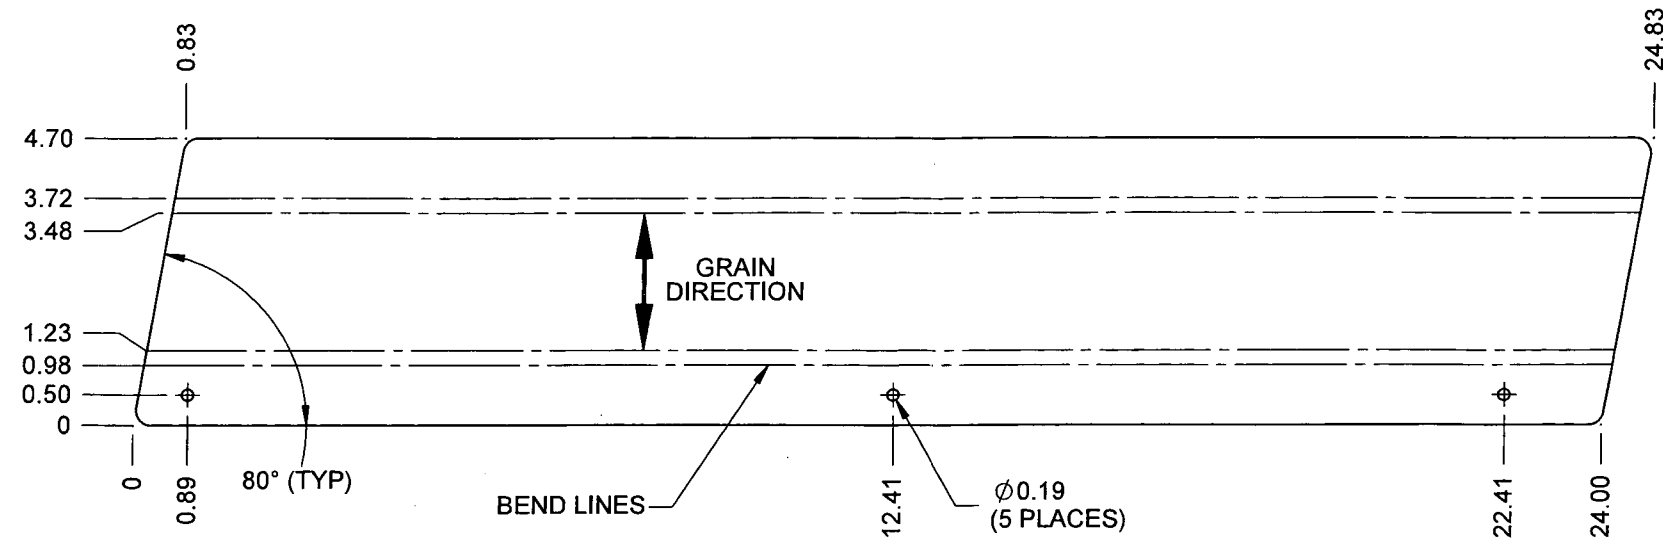 0.83
24.83
4.70
3.72
3.48
GRAIN
DIRECTION
1.23
0.98
0.50
0
0
0.89
80° (TYP)
BEND LINES
12.41
Ø0.19
(5 PLACES)
22.41
24.00